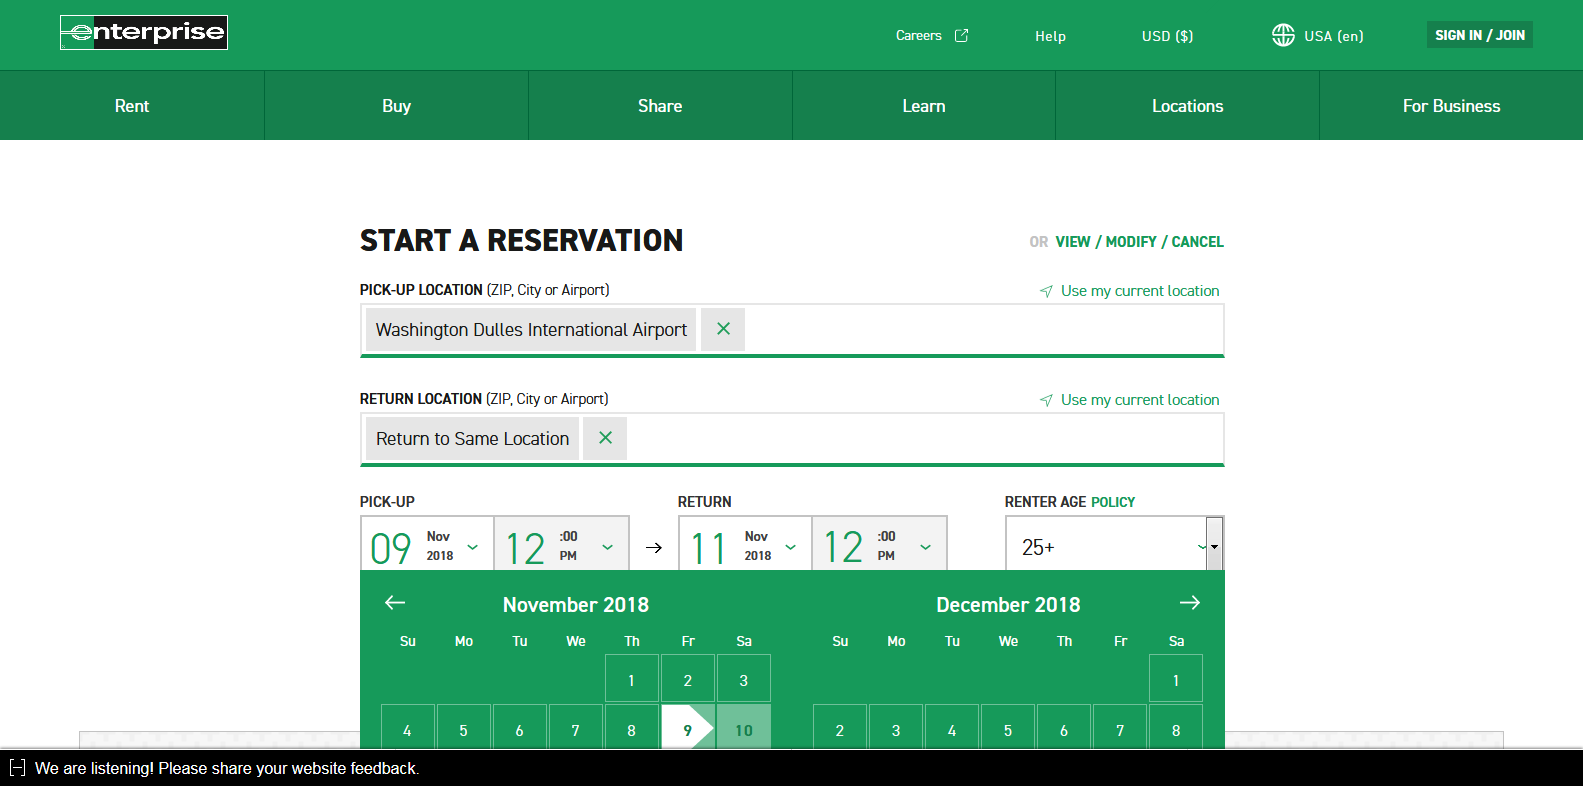 enterprise
Careers Help USD ($) USA (en) SIGN IN / JOIN
Rent Buy Share Learn Locations For Business
START A RESERVATION OR VIEW / MODIFY / CANCEL
PICK-UP LOCATION (ZIP, City or Airport) Use my current location
Washington Dulles International Airport
RETURN LOCATION (ZIP, City or Airport) Use my current location
Return to Same Location
PICK-UP RETURN RENTER AGE POLICY
09 Nov 2018 12 :00 PM 11 Nov 2018 12 :00 PM 25+
November 2018 December 2018
Su Mo Tu We Th Fr Sa Su Mo Tu We Th Fr Sa
1 2 3 1
4 5 6 7 8 9 10 2 3 4 5 6 7 8
We are listening! Please share your website feedback.